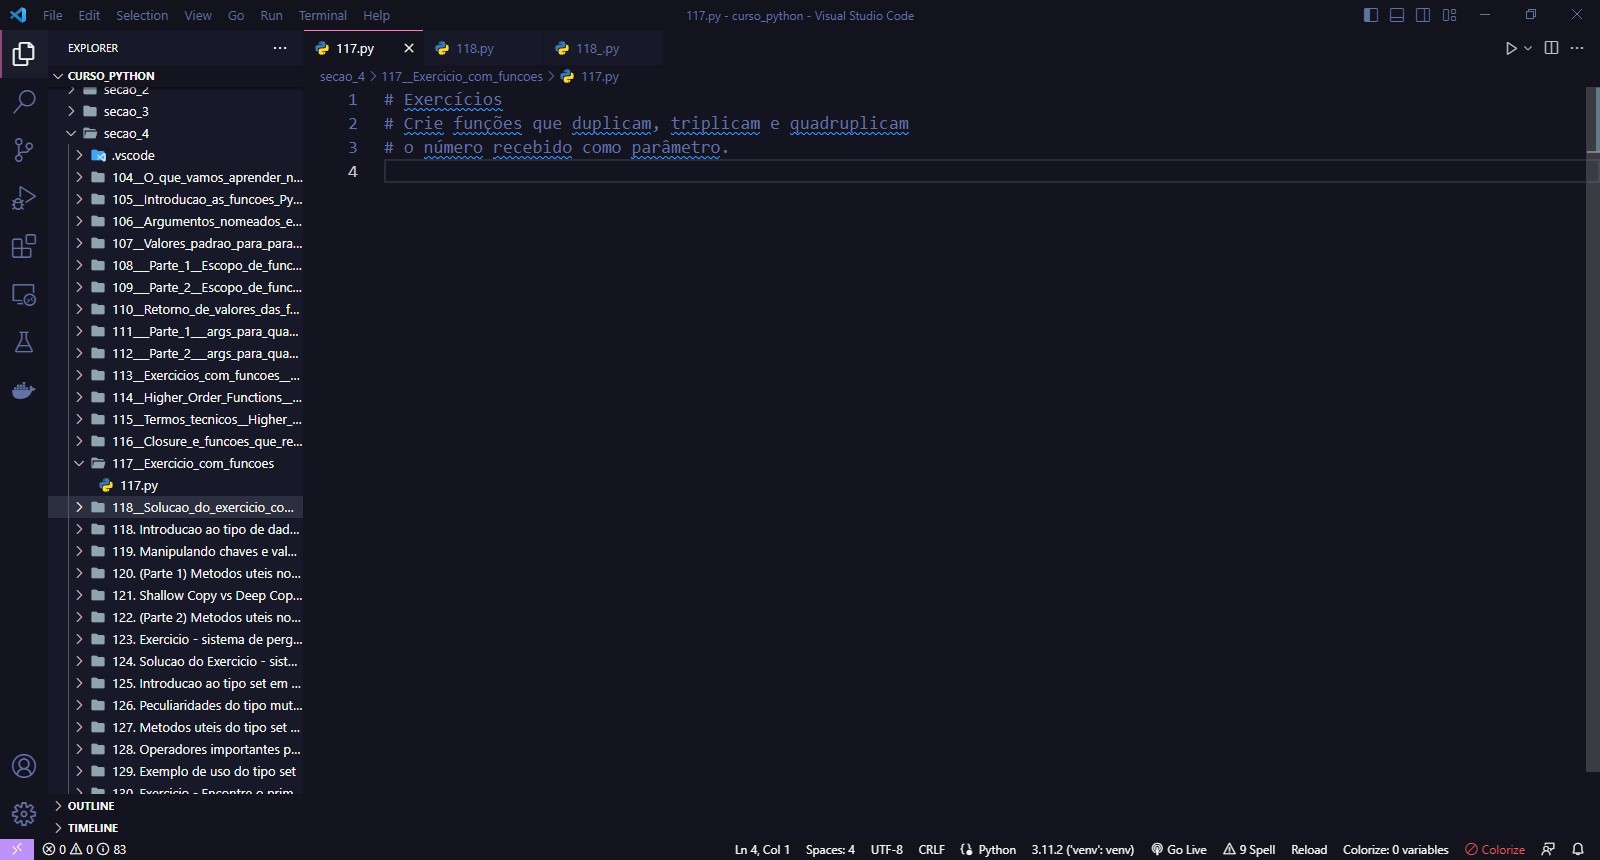 File Edit Selection View Go Run Terminal Help
117.py - curso_python - Visual Studio Code
EXPLORER
117.py
118.py
118_.py
CURSO_PYTHON
secao_4 > 117__Exercicio_com_funcoes > 117.py
secao_2
secao_3
secao_4
.vscode
104__O_que_vamos_aprender_n...
105__Introducao_as_funcoes_Py...
106__Argumentos_nomeados_e...
107__Valores_padrao_para_para...
108___Parte_1__Escopo_de_func...
109___Parte_2__Escopo_de_func...
110__Retorno_de_valores_das_f...
111___Parte_1___args_para_qua...
112___Parte_2___args_para_qua...
113__Exercicios_com_funcoes__...
114__Higher_Order_Functions__...
115__Termos_tecnicos__Higher_...
116__Closure_e_funcoes_que_re...
117__Exercicio_com_funcoes
117.py
118__Solucao_do_exercicio_co...
118. Introducao ao tipo de dad...
119. Manipulando chaves e val...
120. (Parte 1) Metodos uteis no...
121. Shallow Copy vs Deep Cop...
122. (Parte 2) Metodos uteis no...
123. Exercicio - sistema de perg...
124. Solucao do Exercicio - sist...
125. Introducao ao tipo set em ...
126. Peculiaridades do tipo mut...
127. Metodos uteis do tipo set ...
128. Operadores importantes p...
129. Exemplo de uso do tipo set
130. Exercicio - Encontre o prim...
OUTLINE
TIMELINE
1 # Exercícios
2 # Crie funções que duplicam, triplicam e quadruplicam
3 # o número recebido como parâmetro.
4
0 0 83
Ln 4, Col 1 Spaces: 4 UTF-8 CRLF Python 3.11.2 ('venv': venv) Go Live 9 Spell Reload Colorize: 0 variables Colorize